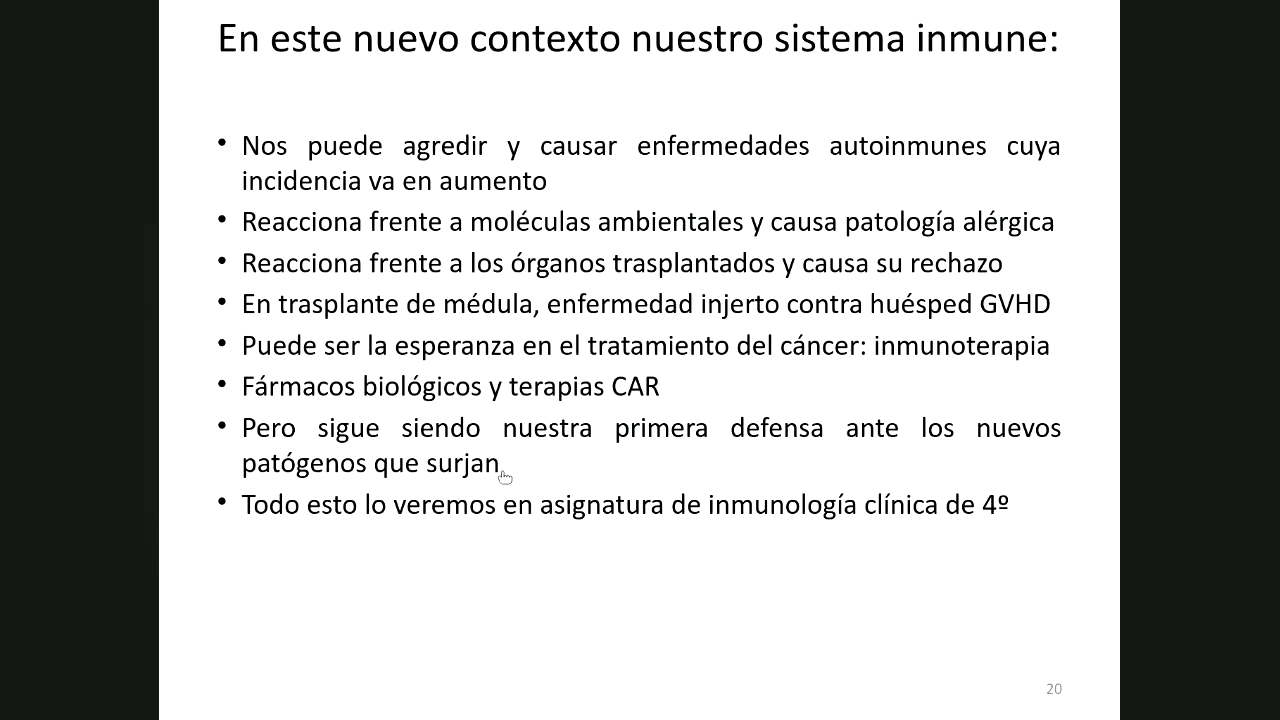 En este nuevo contexto nuestro sistema inmune:
• Nos puede agredir y causar enfermedades autoinmunes cuya
incidencia va en aumento
• Reacciona frente a moléculas ambientales y causa patología alérgica
• Reacciona frente a los órganos trasplantados y causa su rechazo
• En trasplante de médula, enfermedad injerto contra huésped GVHD
• Puede ser la esperanza en el tratamiento del cáncer: inmunoterapia
• Fármacos biológicos y terapias CAR
• Pero sigue siendo nuestra primera defensa ante los nuevos
patógenos que surjan
• Todo esto lo veremos en asignatura de inmunología clínica de 4º
20